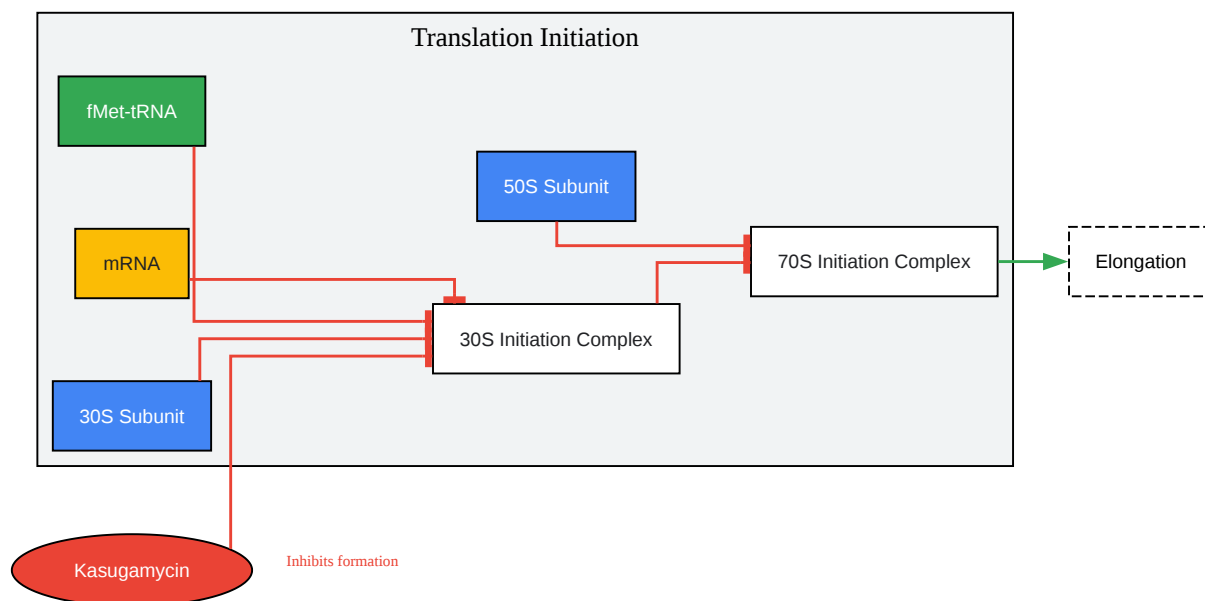 Translation Initiation
fMet-tRNA
50S Subunit
mRNA
70S Initiation Complex
Elongation
30S Initiation Complex
30S Subunit
Kasugamycin
Inhibits formation